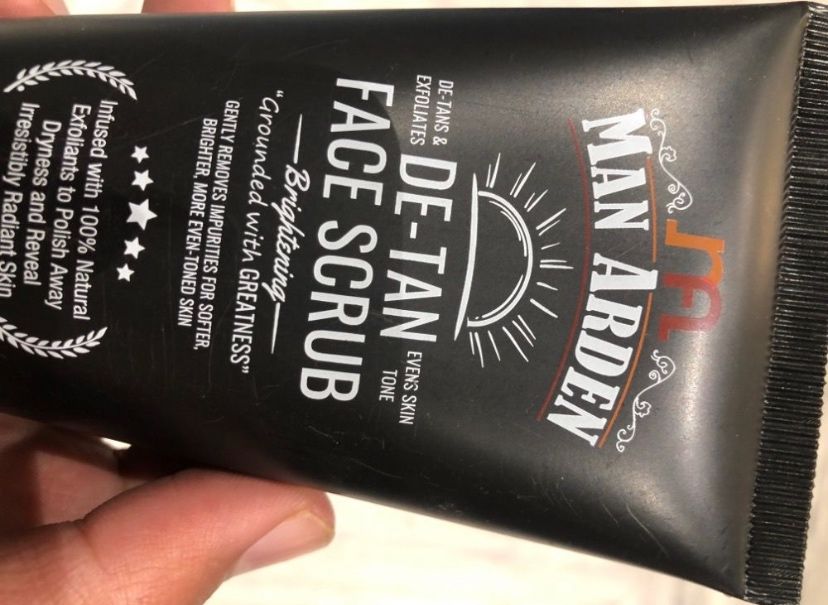 MAN ARDEN
DE-TANS &
EXFOLIATES
DE-TAN
EVENS SKIN
TONE
FACE SCRUB
Brightening
"Grounded with GREATNESS"
GENTLY REMOVES IMPURITIES FOR SOFTER,
BRIGHTER, MORE EVEN-TONED SKIN
Infused with 100% Natural
Exfoliants to Polish Away
Dryness and Reveal
Irresistibly Radiant Skin